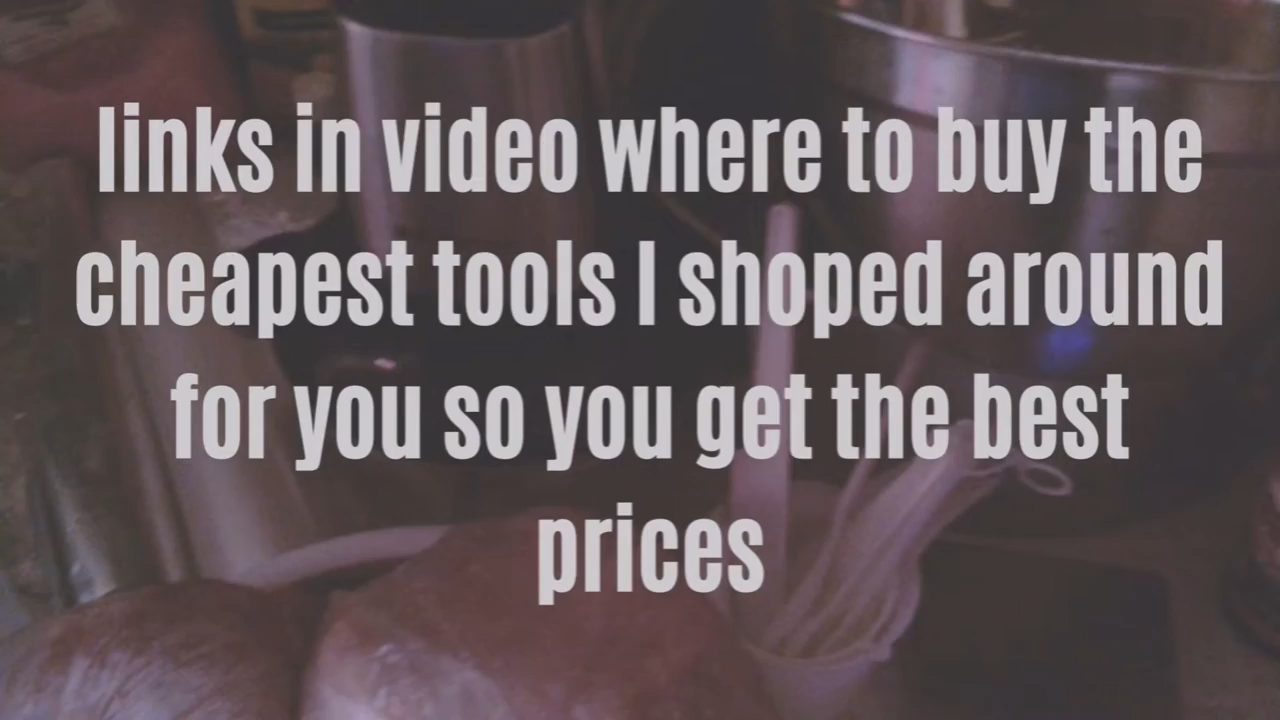 links in video where to buy the
cheapest tools I shoped around
for you so you get the best
prices